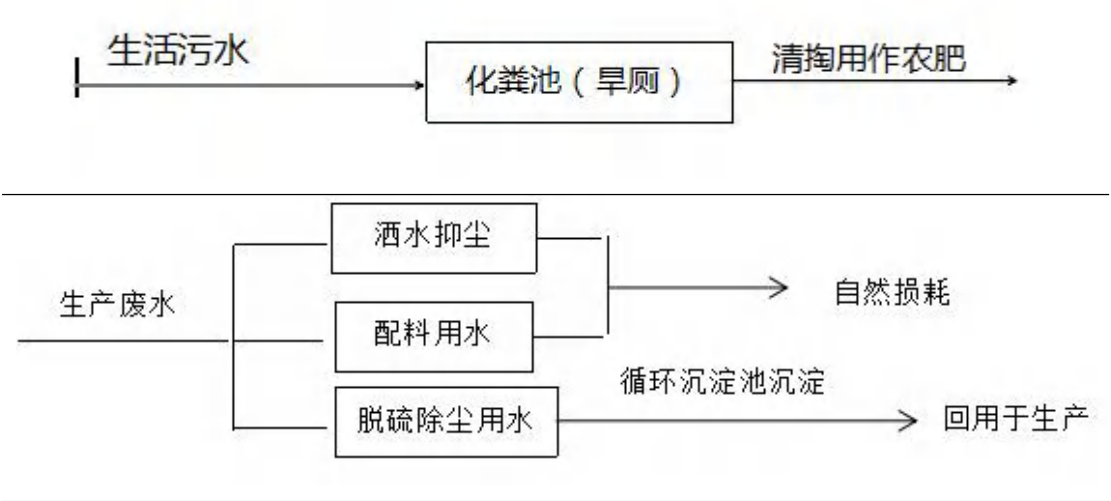 生活污水
化粪池（旱厕）
清掏用作农肥
洒水抑尘
生产废水
自然损耗
配料用水
循环沉淀池沉淀
脱硫除尘用水
回用于生产